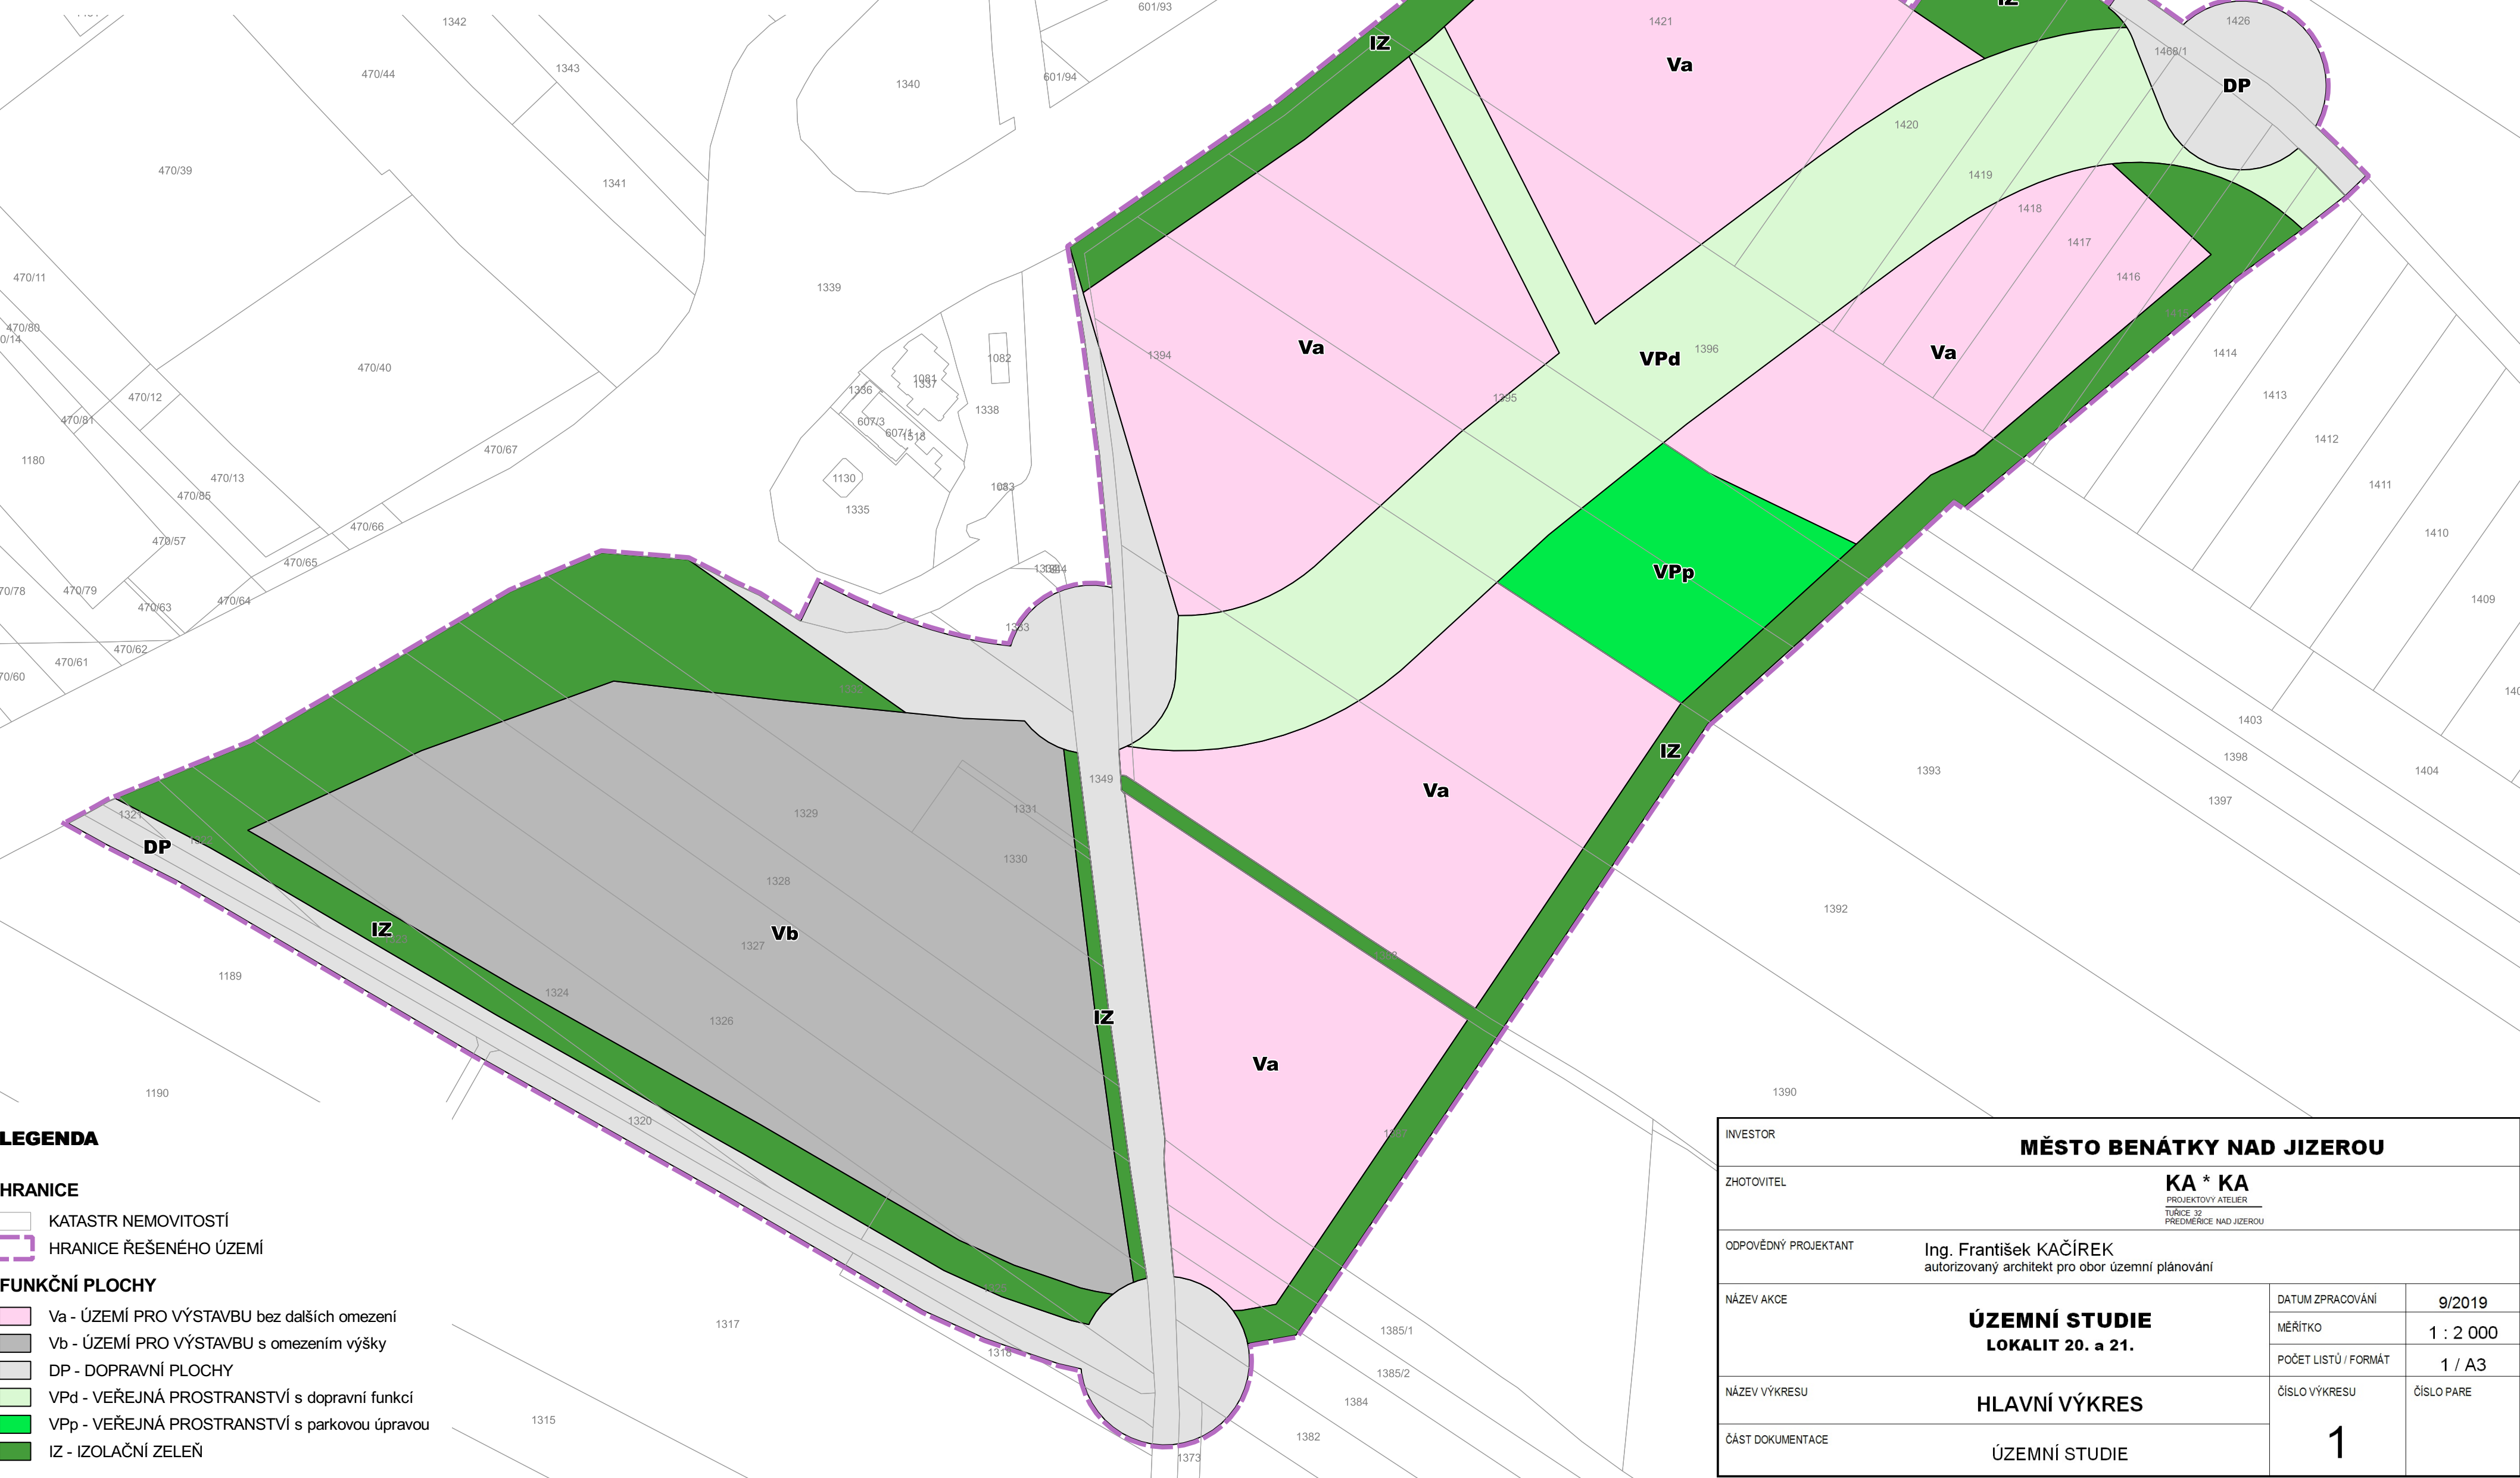 1342
601/93
1421
IZ
1426
470/44
1343
1340
601/94
IZ
Va
1468/1
DP
470/39
1341
1420
1419
1418
1417
1416
470/11
1339
470/80
0/14
470/40
1394
Va
1395
VPd
1396
Va
1414
1413
1412
1411
1410
1409
1082
1081
1337
1336
1338
607/3
607/1
1518
470/12
470/81
470/67
1180
470/13
470/85
1130
1083
1335
470/66
470/57
470/65
VPp
470/79
470/63
470/64
1344
1333
470/62
470/61
1332
1349
IZ
Va
1393
1403
1398
1404
1397
1321
DP
1329
1331
1330
1328
IZ
Vb
1327
1392
1189
1324
1326
IZ
Va
1190
1320
1390
1317
1318
1385/1
1385/2
1384
1315
1382
1373
LEGENDA
HRANICE
KATASTR NEMOVITOSTÍ
HRANICE ŘEŠENÉHO ÚZEMÍ
FUNKČNÍ PLOCHY
Va - ÚZEMÍ PRO VÝSTAVBU bez dalších omezení
Vb - ÚZEMÍ PRO VÝSTAVBU s omezením výšky
DP - DOPRAVNÍ PLOCHY
VPd - VEŘEJNÁ PROSTRANSTVÍ s dopravní funkcí
VPp - VEŘEJNÁ PROSTRANSTVÍ s parkovou úpravou
IZ - IZOLAČNÍ ZELEŇ
INVESTOR
MĚSTO BENÁTKY NAD JIZEROU
ZHOTOVITEL
KA * KA
PROJEKTOVÝ ATELIÉR
TUŘICE 32
PŘEDMĚŘICE NAD JIZEROU
ODPOVĚDNÝ PROJEKTANT
Ing. František KAČÍREK
autorizovaný architekt pro obor územní plánování
NÁZEV AKCE
ÚZEMNÍ STUDIE
LOKALIT 20. a 21.
DATUM ZPRACOVÁNÍ
9/2019
MĚŘÍTKO
1 : 2 000
POČET LISTŮ / FORMÁT
1 / A3
NÁZEV VÝKRESU
HLAVNÍ VÝKRES
ČÍSLO VÝKRESU
1
ČÍSLO PARE
ČÁST DOKUMENTACE
ÚZEMNÍ STUDIE